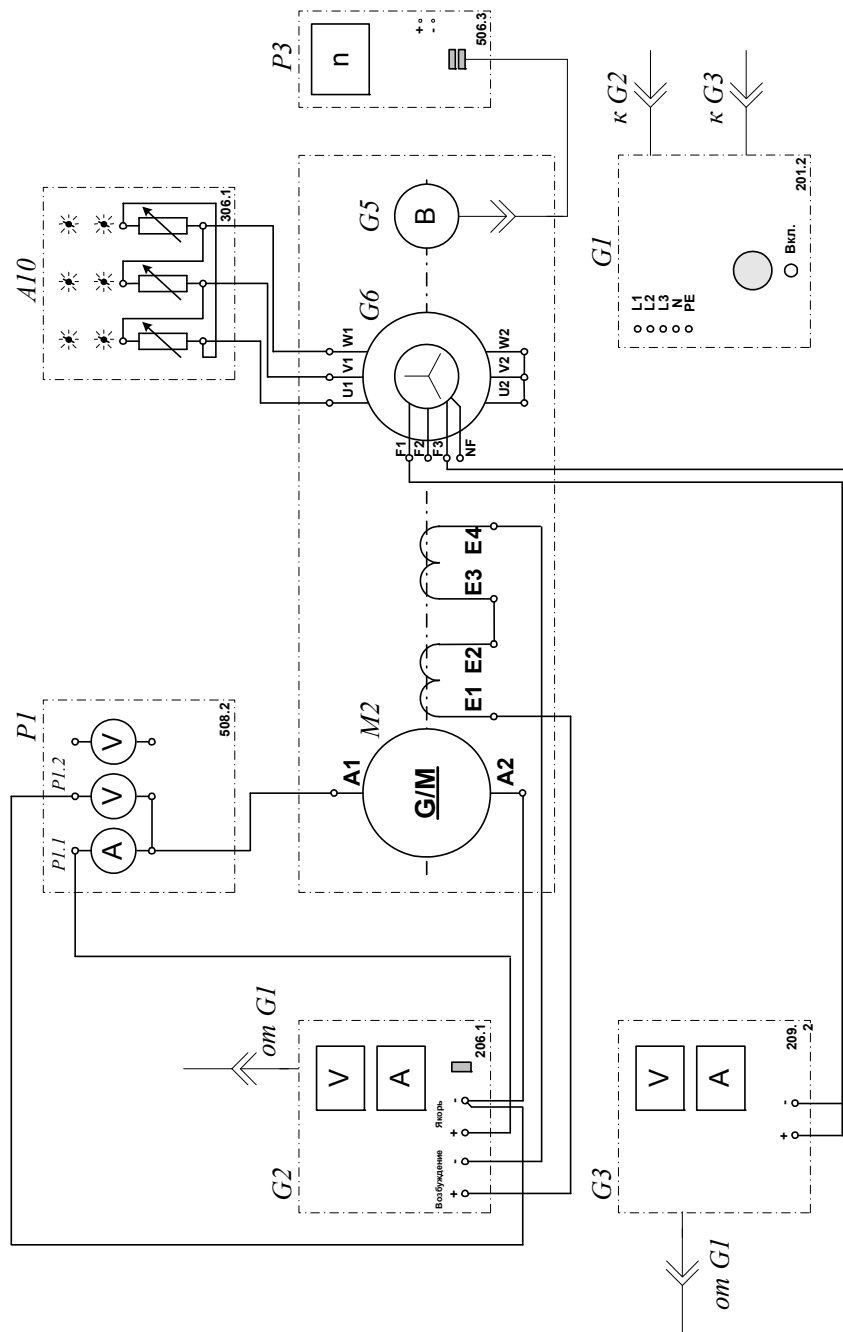 P1
P1.1
P1.2
A
V
V
508.2
A10
306.1
P3
n
+
-
506.3
M2
A1
G/M
A2
E1
E2
E3
E4
G6
U1
V1
W1
F1
F2
F3
NF
U2
V2
W2
G5
B
G2
от G1
V
A
206.1
Возбуждение
+
-
Якорь
+
-
G3
от G1
V
A
209.
2
+
-
G1
к G2
к G3
L1
L2
L3
N
PE
Вкл.
201.2